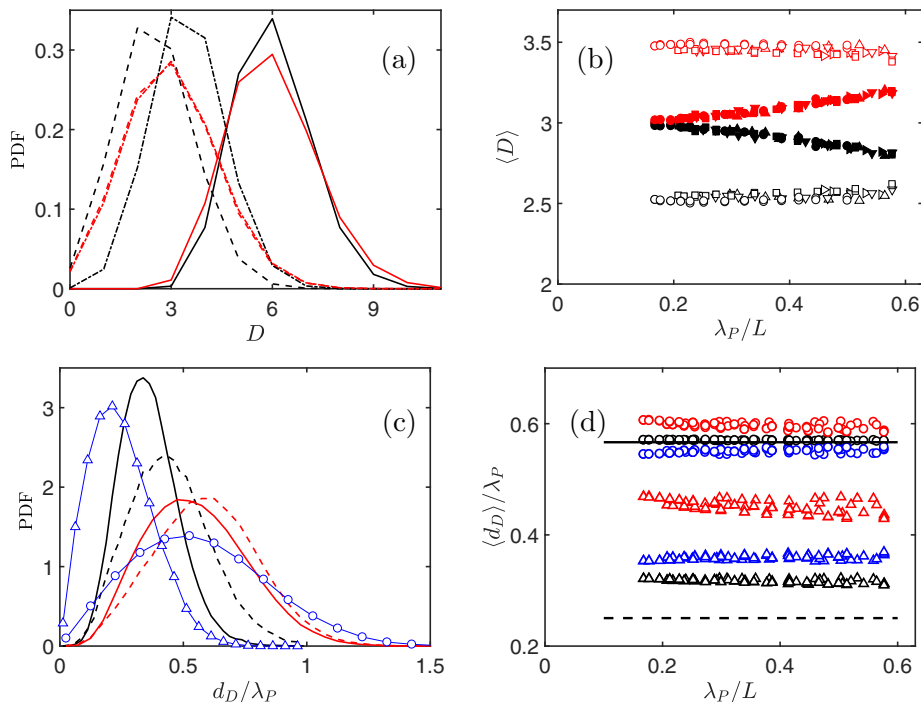 (a)
PDF
0.3
0.2
0.1
0
0 3 6 9
D
(b)
⟨D⟩
3.5
3
2.5
2
0 0.2 0.4 0.6
λ_P/L
(c)
PDF
3
2
1
0
0 0.5 1 1.5
d_D/λ_P
(d)
⟨d_D⟩/λ_P
0.6
0.4
0.2
0 0.2 0.4 0.6
λ_P/L